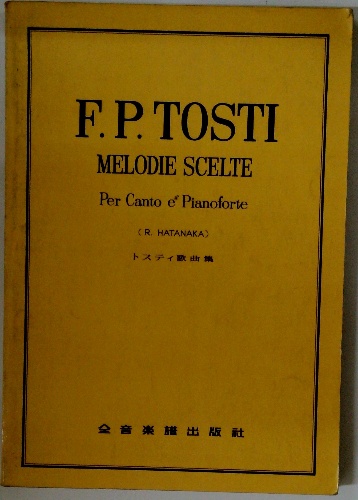 F. P. TOSTI
MELODIE SCELTE
Per Canto e Pianoforte
(R. HATANAKA)
トスティ歌曲集
全音楽譜出版社